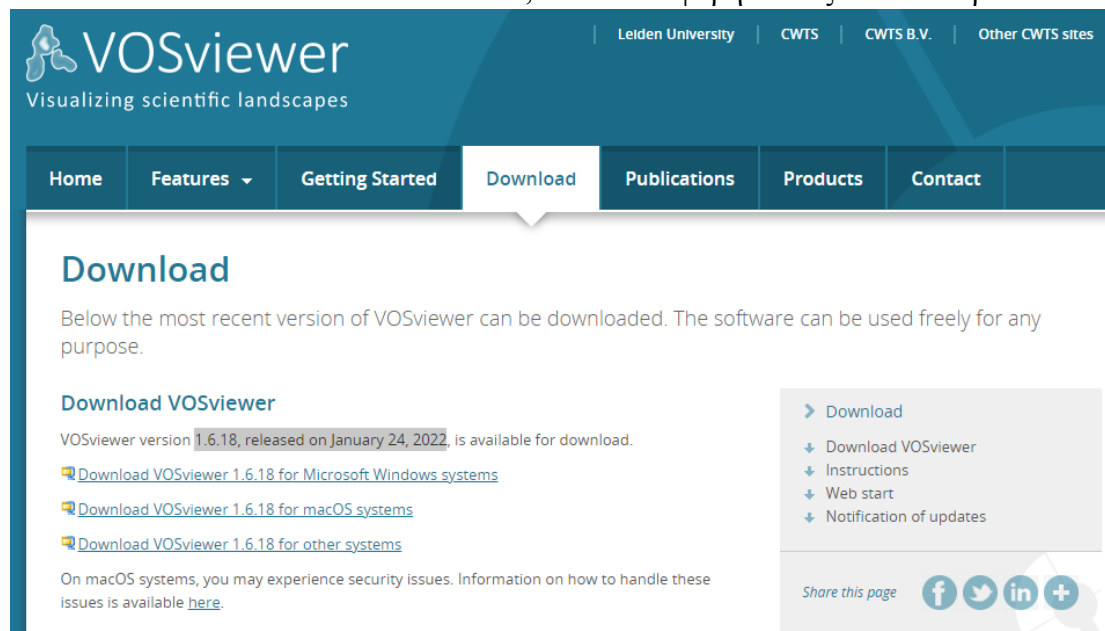 VOSviewer
Visualizing scientific landscapes
Leiden University
CWTS
CWTS B.V.
Other CWTS sites
Home
Features
Getting Started
Download
Publications
Products
Contact
Download
Below the most recent version of VOSviewer can be downloaded. The software can be used freely for any
purpose.
Download VOSviewer
VOSviewer version 1.6.18, released on January 24, 2022, is available for download.
Download VOSviewer 1.6.18 for Microsoft Windows systems
Download VOSviewer 1.6.18 for macOS systems
Download VOSviewer 1.6.18 for other systems
On macOS systems, you may experience security issues. Information on how to handle these
issues is available here.
Download
Download VOSviewer
Instructions
Web start
Notification of updates
Share this page